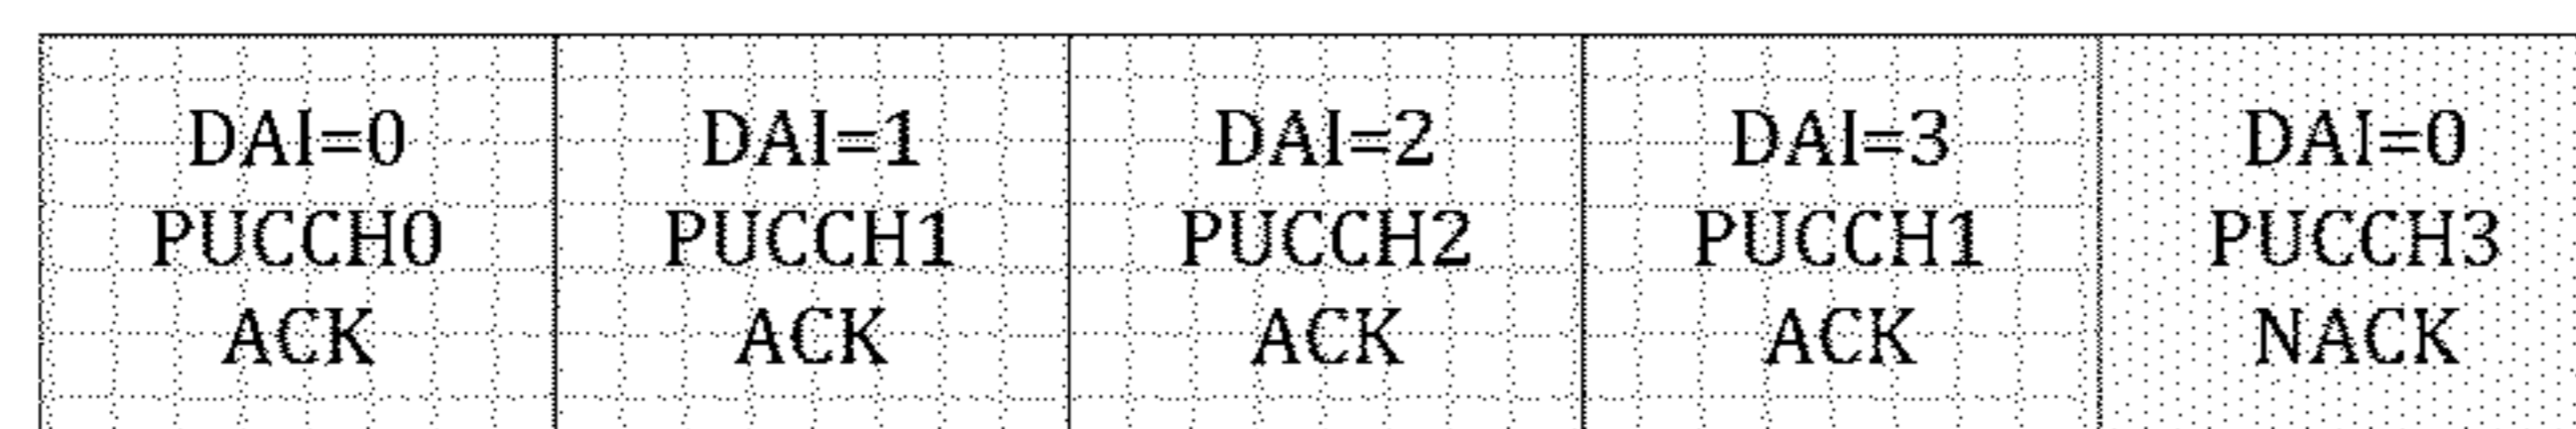 DAI=0 DAI=1 DAI=2 DAI=3 DAI=0
PUCCH0 PUCCH1 PUCCH2 PUCCH1 PUCCH3
ACK ACK ACK ACK NACK